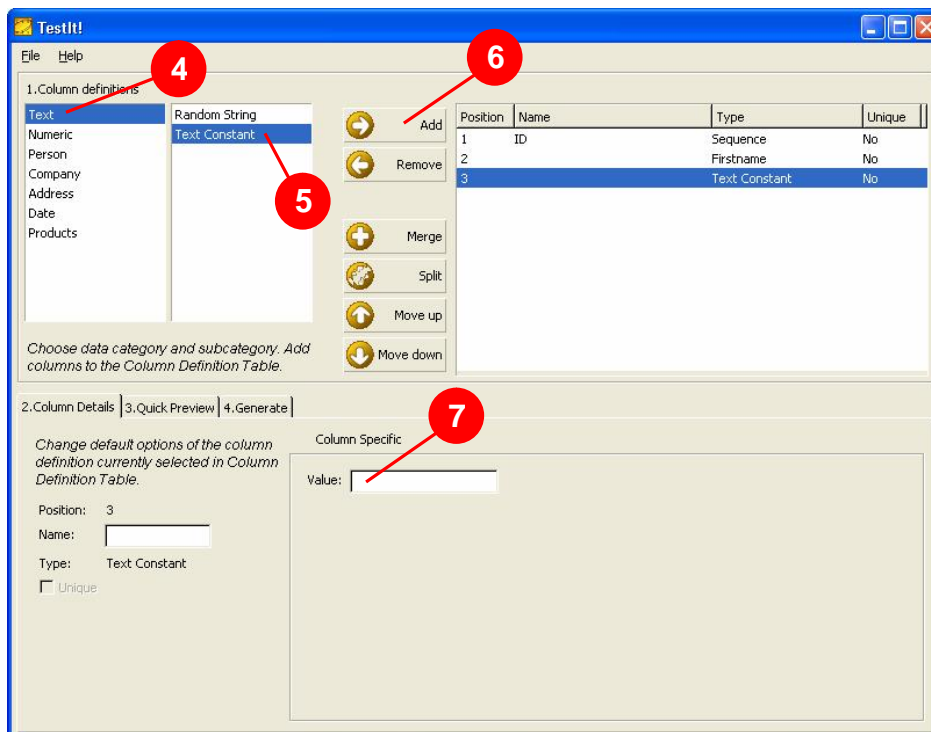 TestIt!
File Help
4
6
1.Column definitions
Text
Numeric
Person
Company
Address
Date
Products
Random String
Text Constant
5
Add
Remove
Merge
Split
Move up
Move down
Position Name Type Unique
1 ID Sequence No
2 Firstname No
3 Text Constant No
Choose data category and subcategory. Add
columns to the Column Definition Table.
2.Column Details 3.Quick Preview 4.Generate
7
Change default options of the column
definition currently selected in Column
Definition Table.
Position: 3
Name:
Type: Text Constant
Unique
Column Specific
Value: